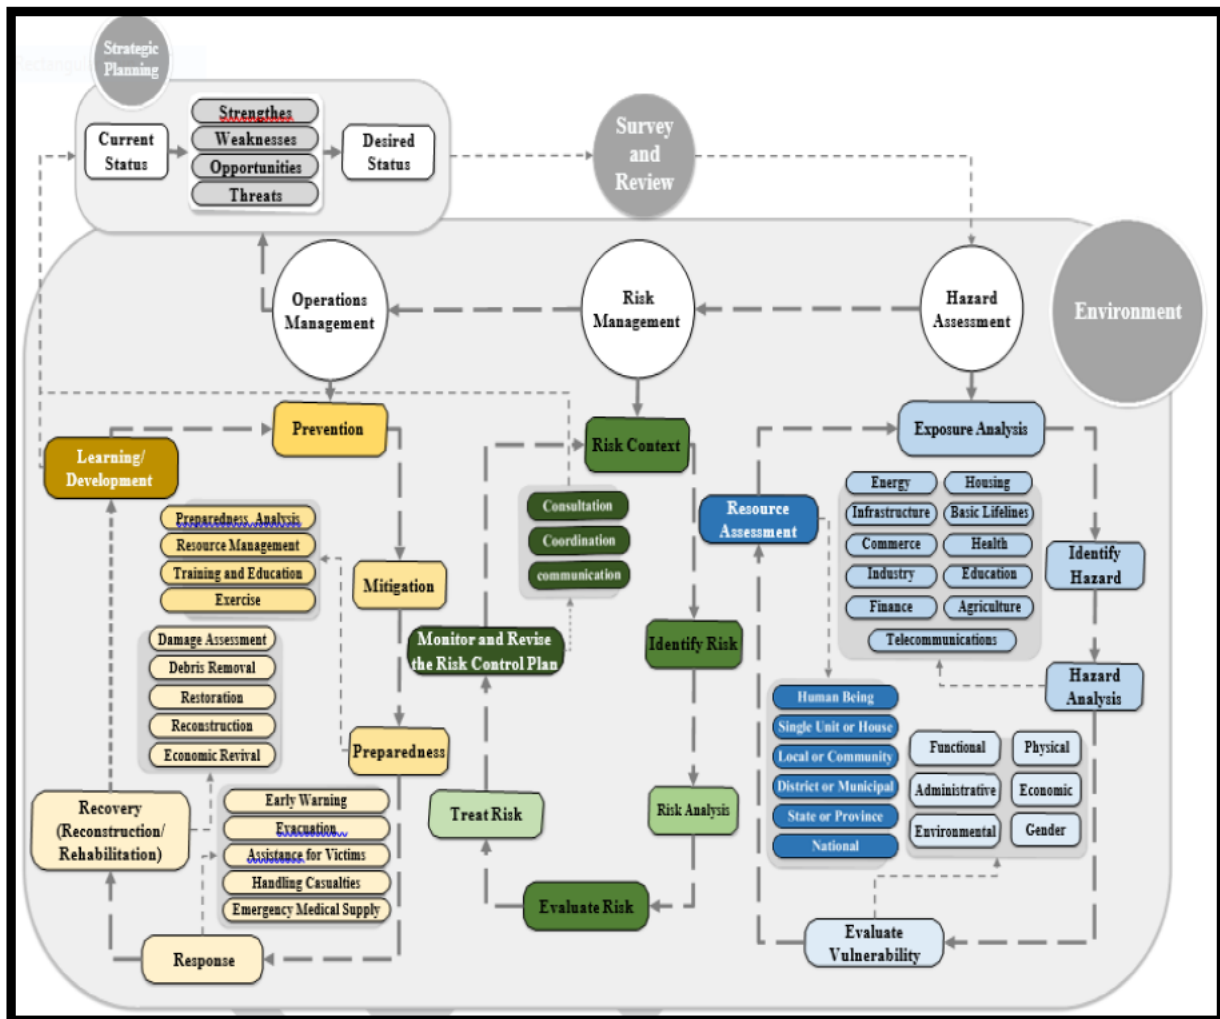 Strategic
Planning
Rectangula
Current
Status
Strengthes
Weaknesses
Opportunities
Threats
Desired
Status
Survey
and
Review
Operations
Management
Risk
Management
Hazard
Assessment
Environment
Prevention
Learning/
Development
Preparedness Analysis
Resource Management
Training and Education
Exercise
Mitigation
Damage Assessment
Debris Removal
Restoration
Reconstruction
Economic Revival
Preparedness
Recovery
(Reconstruction/
Rehabilitation)
Early Warning
Evacuation
Assistance for Victims
Handling Casualties
Emergency Medical Supply
Response
Risk Context
Consultation
Coordination
communication
Monitor and Revise
the Risk Control Plan
Identify Risk
Treat Risk
Risk Analysis
Evaluate Risk
Exposure Analysis
Resource
Assessment
Energy
Housing
Infrastructure
Basic Lifelines
Commerce
Health
Industry
Education
Finance
Agriculture
Telecommunications
Identify
Hazard
Hazard
Analysis
Human Being
Single Unit or House
Local or Community
District or Municipal
State or Province
National
Functional
Physical
Administrative
Economic
Environmental
Gender
Evaluate
Vulnerability